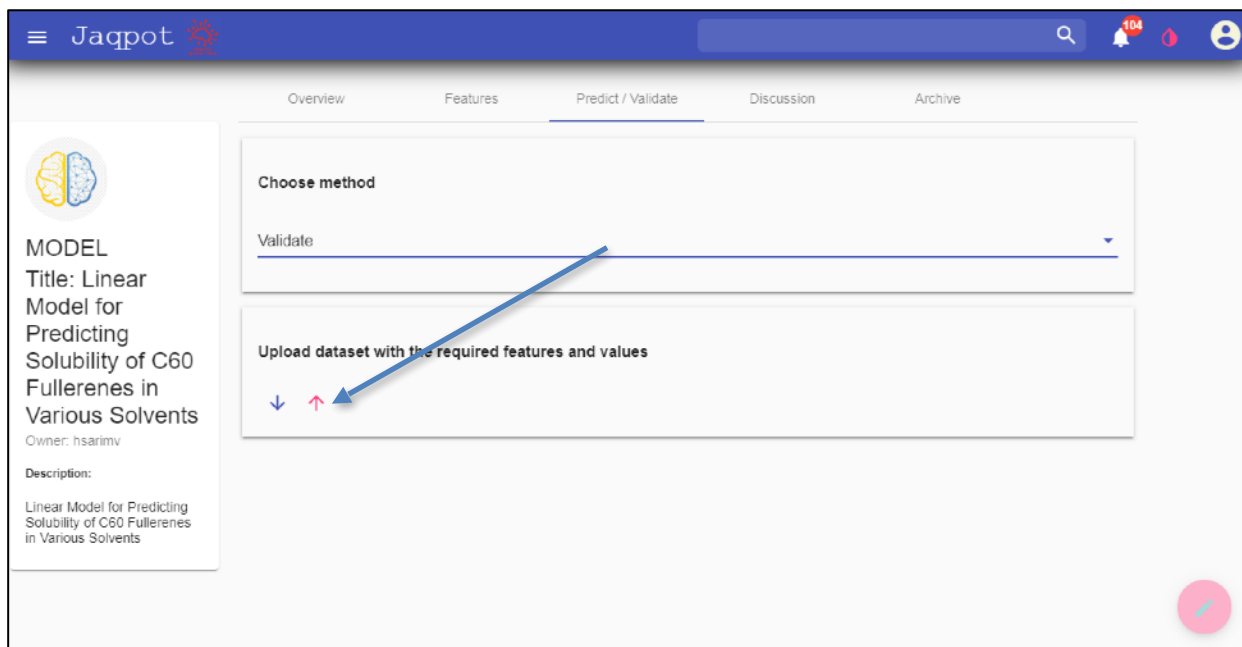 Jaqpot
104
Overview Features Predict / Validate Discussion Archive
Choose method
Validate
Upload dataset with the required features and values
MODEL
Title: Linear
Model for
Predicting
Solubility of C60
Fullerenes in
Various Solvents
Owner: hsarimv
Description:
Linear Model for Predicting
Solubility of C60 Fullerenes
in Various Solvents